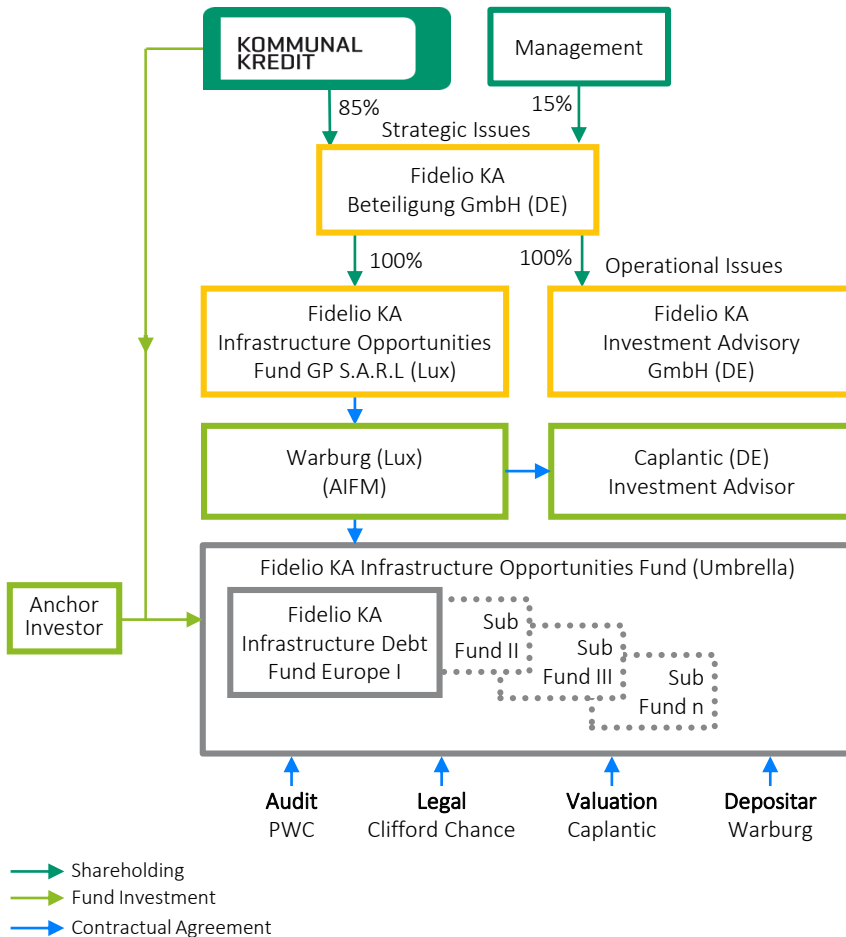 KOMMUNAL
KREDIT
Management
85%
15%
Strategic Issues
Fidelio KA
Beteiligung GmbH (DE)
100%
100%
Operational Issues
Fidelio KA
Infrastructure Opportunities
Fund GP S.A.R.L (Lux)
Fidelio KA
Investment Advisory
GmbH (DE)
Warburg (Lux)
(AIFM)
Caplantic (DE)
Investment Advisor
Fidelio KA Infrastructure Opportunities Fund (Umbrella)
Anchor
Investor
Fidelio KA
Infrastructure Debt
Fund Europe I
Sub
Fund II
Sub
Fund III
Sub
Fund n
Audit
PWC
Legal
Clifford Chance
Valuation
Caplantic
Depositar
Warburg
Shareholding
Fund Investment
Contractual Agreement